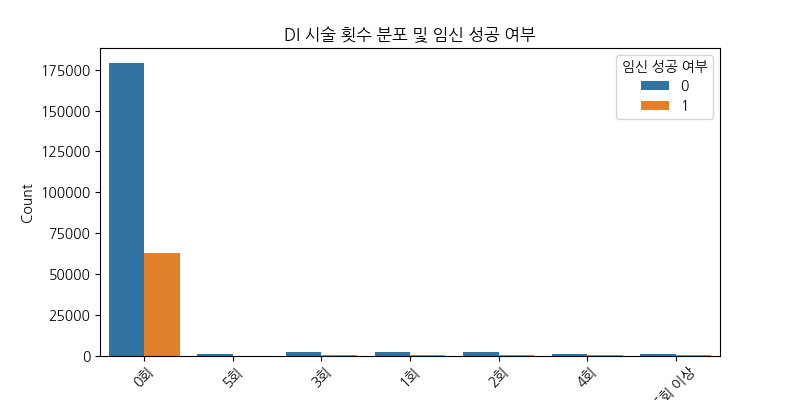 DI 시술 횟수 분포 및 임신 성공 여부
임신 성공 여부
0
1
Count
175000
150000
125000
100000
75000
50000
25000
0
0회
5회
3회
1회
2회
4회
이상